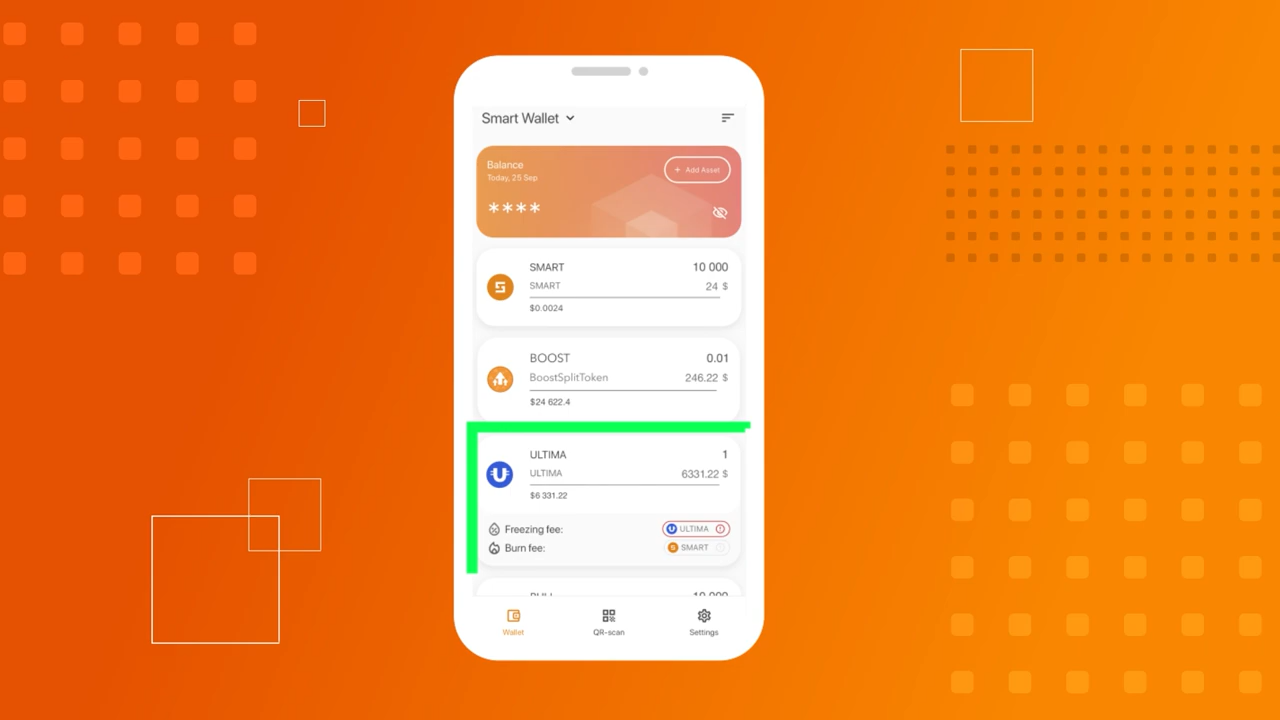 Smart Wallet
Balance
Today, 25 Sep
+ Add Asset
****
SMART 10 000
SMART 24 $
$0.0024
BOOST 0.01
BoostSplitToken 246.22 $
$24 622.4
ULTIMA 1
ULTIMA 6331.22 $
$6 331.22
Freezing fee: ULTIMA
Burn fee: SMART
Wallet QR-scan Settings